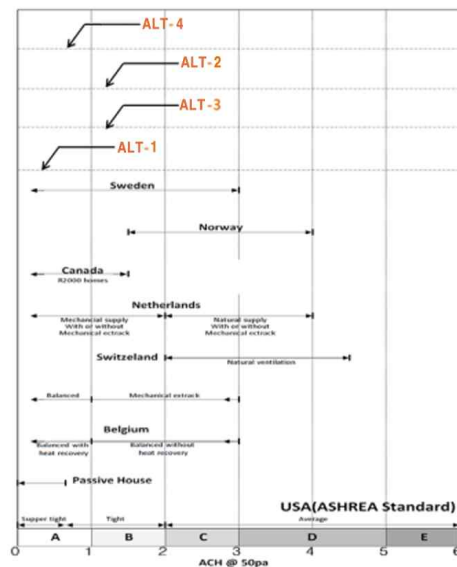 ALT-4
ALT-2
ALT-3
ALT-1
Sweden
Norway
Canada
R2000 homes
Netherlands
Mechancial supply
With or without
Mechanical ectrack
Natural supply
With or without
Mechanical ectrack
Switzeland
Natural ventilation
Balanced
Mechanical extrack
Belgium
Balanced with
heat recovery
Balanced without
heat recovery
Passive House
USA(ASHREA Standard)
Supper tight
Tight
Average
A B C D E
0 1 2 3 4 5 6
ACH @ 50pa